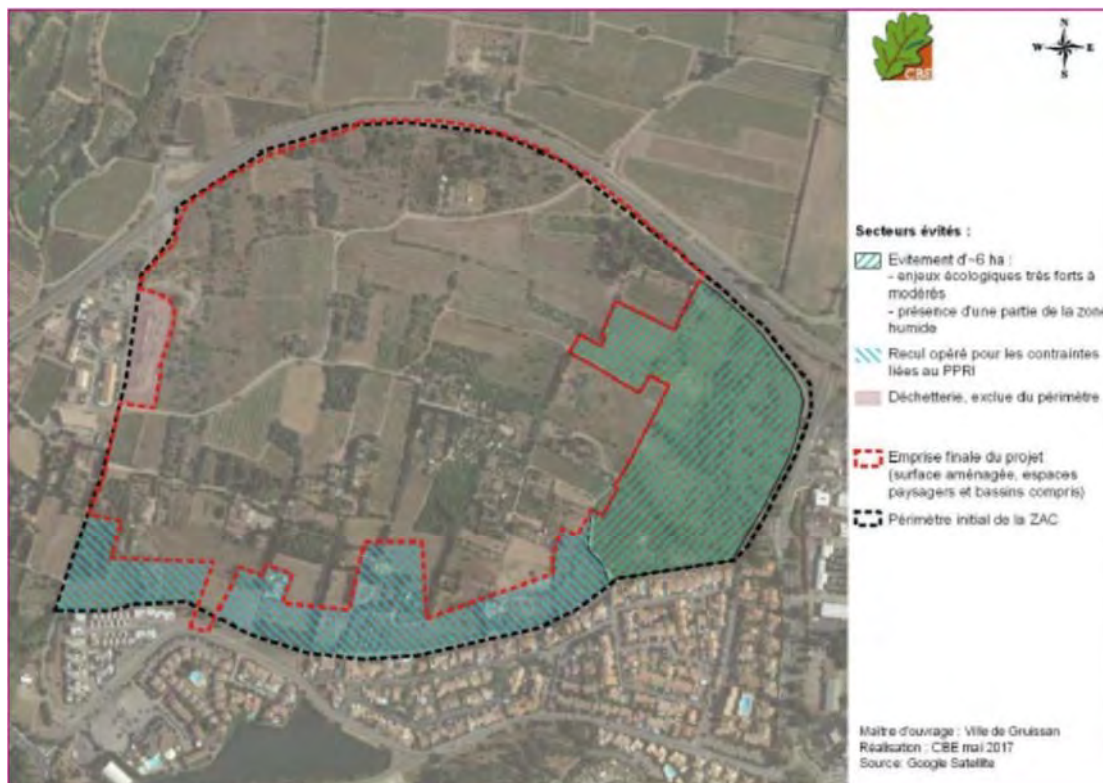 CBE
N
W E
S
Secteurs évités :
Evitement d'~6 ha :
- enjeux écologiques très forts à
modérés
- présence d'une partie de la zone
humide
Recul opéré pour les contraintes
liées au PPRI
Déchetterie, exclue du périmètre
Emprise finale du projet
(surface aménagée, espaces
paysagers et bassins compris)
Périmètre initial de la ZAC
Maître d'ouvrage : Ville de Gruissan
Réalisation : CBE mai 2017
Source: Google Satellite